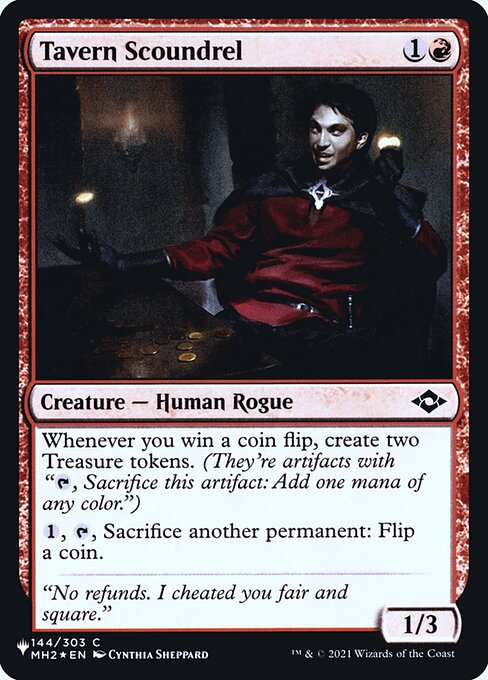 Tavern Scoundrel 1
Creature — Human Rogue
Whenever you win a coin flip, create two
Treasure tokens. (They're artifacts with
", Sacrifice this artifact: Add one mana of
any color.")
1, , Sacrifice another permanent: Flip
a coin.
"No refunds. I cheated you fair and
square."
1/3
144/303 C
MH2★EN Cynthia Sheppard
™ & © 2021 Wizards of the Coast